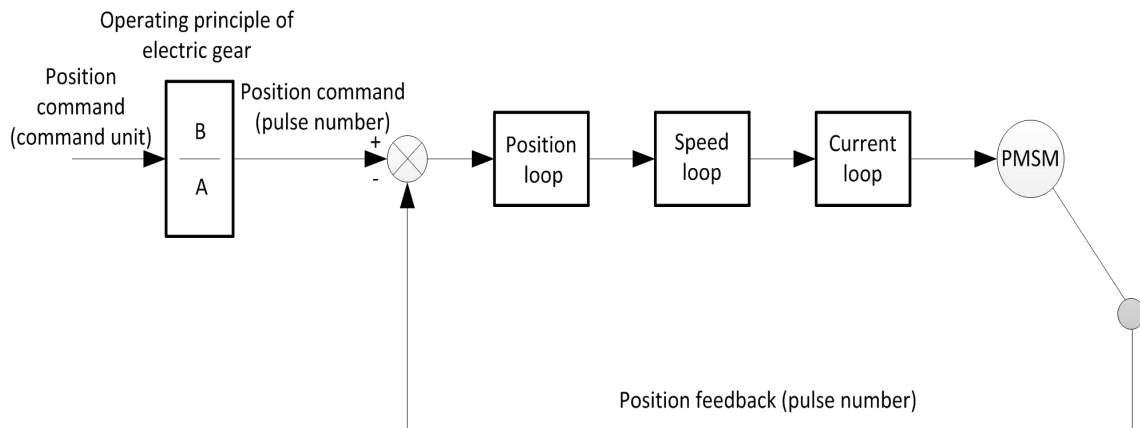 Operating principle of
electric gear
Position
command
(command unit)
B
A
Position command
(pulse number)
+
-
Position
loop
Speed
loop
Current
loop
PMSM
Position feedback (pulse number)